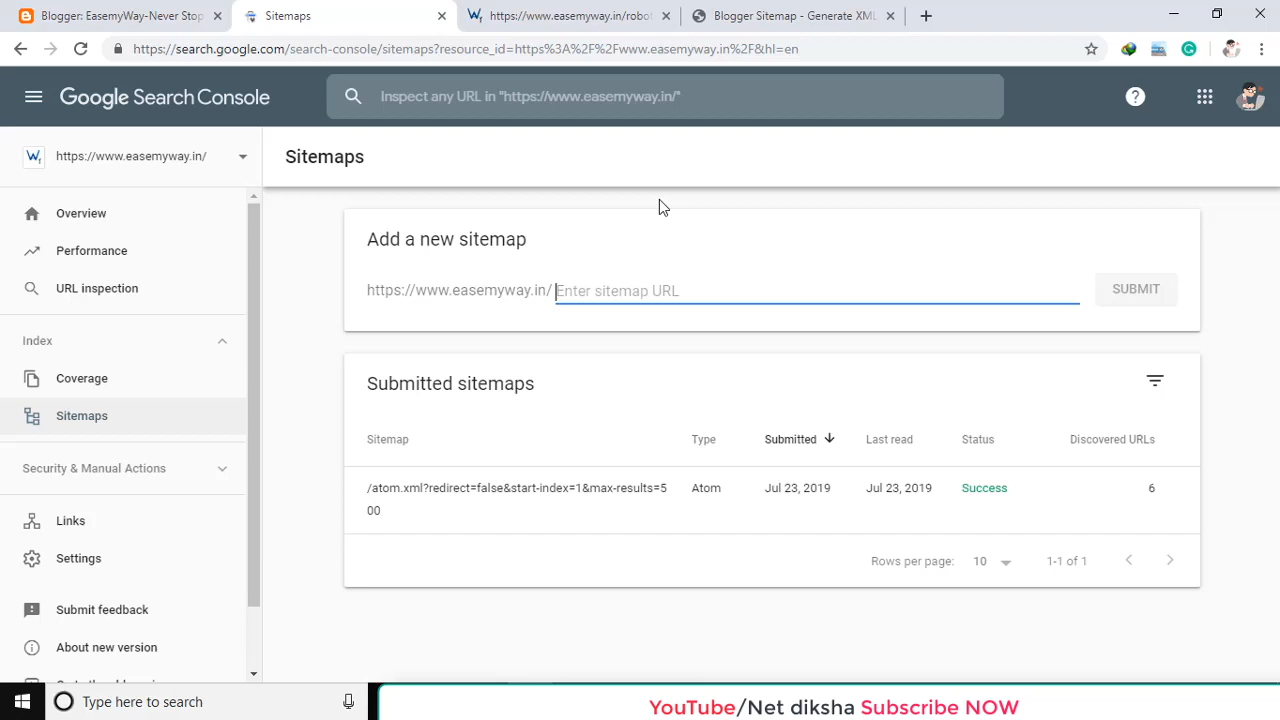 Blogger: EasemyWay-Never Stop
Sitemaps
https://www.easemyway.in/robot
Blogger Sitemap - Generate XML
https://search.google.com/search-console/sitemaps?resource_id=https%3A%2F%2Fwww.easemyway.in%2F&hl=en
Google Search Console
Inspect any URL in "https://www.easemyway.in/"
https://www.easemyway.in/
Sitemaps
Overview
Performance
URL inspection
Index
Coverage
Sitemaps
Security & Manual Actions
Links
Settings
Submit feedback
About new version
Add a new sitemap
https://www.easemyway.in/ Enter sitemap URL
SUBMIT
Submitted sitemaps
Sitemap Type Submitted Last read Status Discovered URLs
/atom.xml?redirect=false&start-index=1&max-results=5 Atom Jul 23, 2019 Jul 23, 2019 Success 6
00
Rows per page: 10 1-1 of 1
Type here to search
YouTube/Net diksha Subscribe NOW